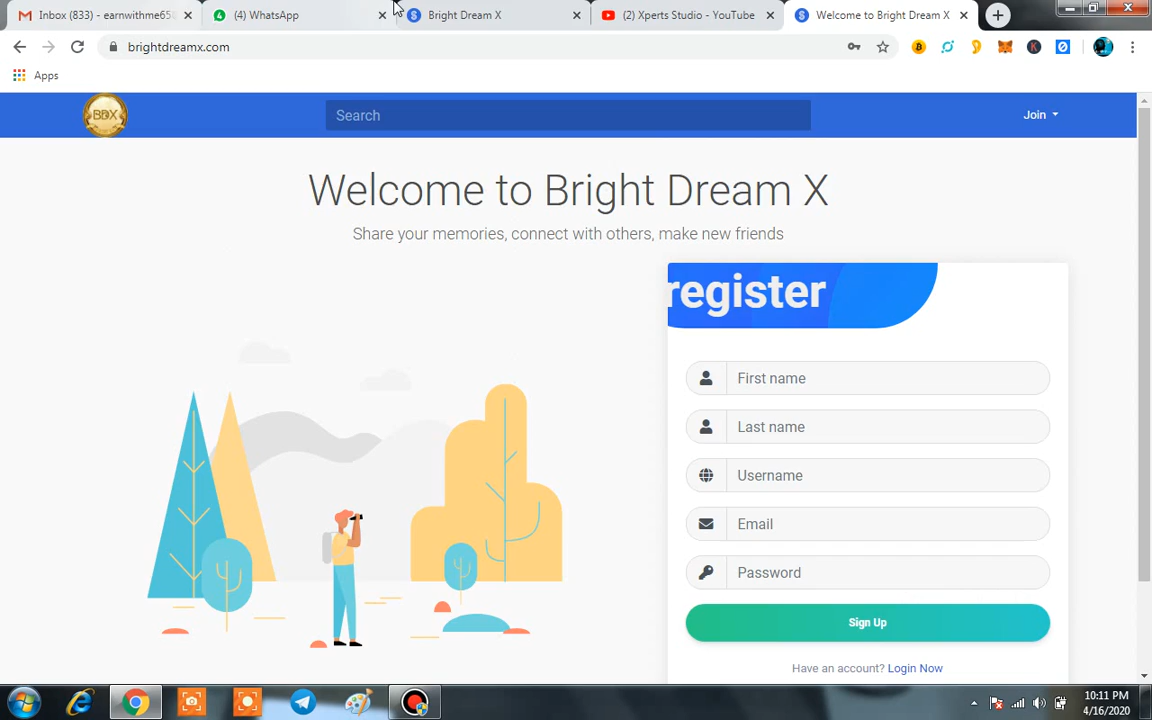 Inbox (833) - earnwithme65
(4) WhatsApp
Bright Dream X
(2) Xperts Studio - YouTube
Welcome to Bright Dream X
brightdreamx.com
Apps
BDX
Search
Join
Welcome to Bright Dream X
Share your memories, connect with others, make new friends
register
First name
Last name
Username
Email
Password
Sign Up
Have an account? Login Now
10:11 PM
4/16/2020